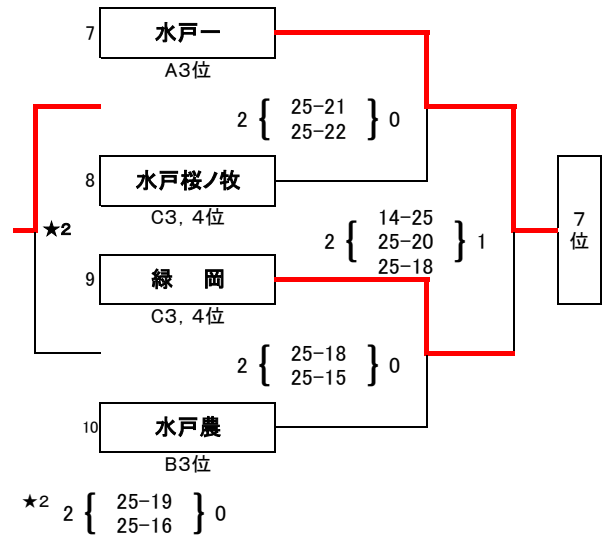 7 水戸一
A3位
2 { 25-21 } 0
25-22
8 水戸桜ノ牧
C3, 4位
★2
14-25
2 { 25-20 } 1
25-18
7
位
9 緑 岡
C3, 4位
2 { 25-18 } 0
25-15
10 水戸農
B3位
★2 2 { 25-19 } 0
25-16